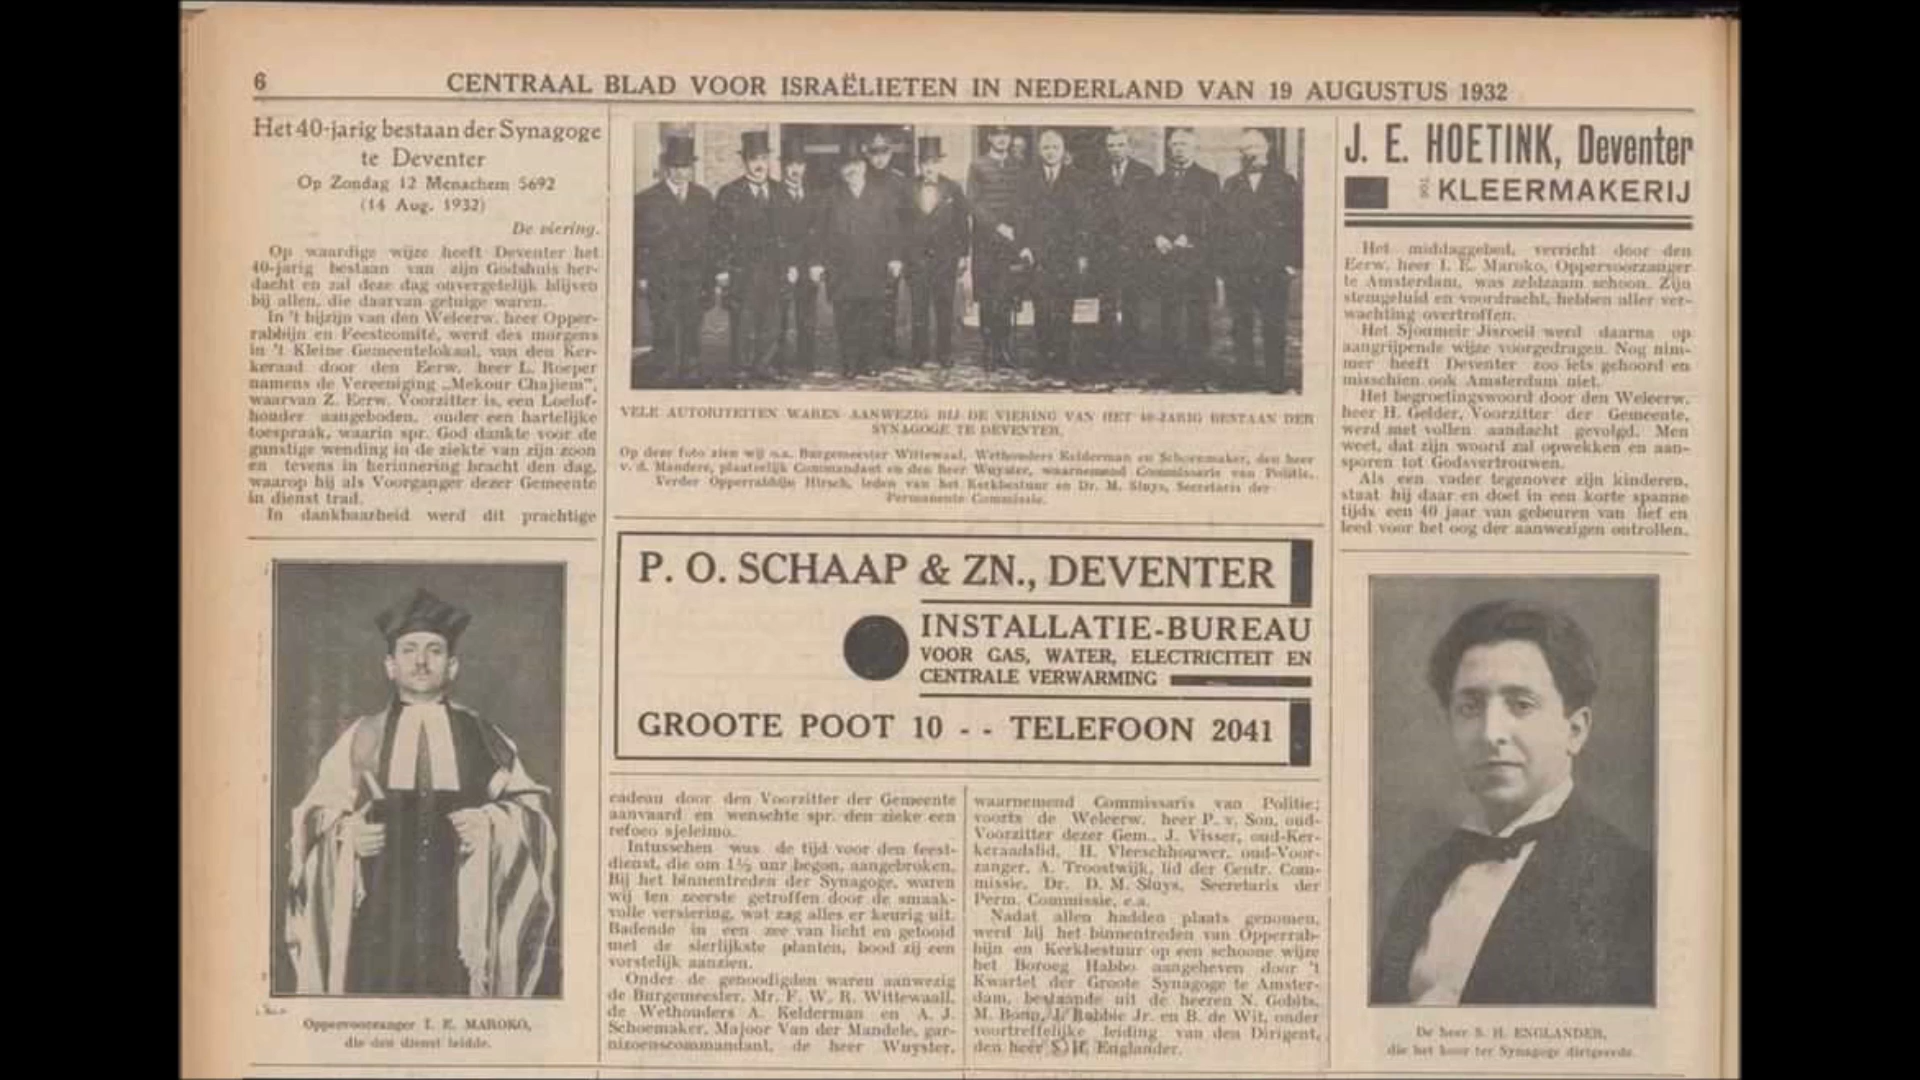 6
CENTRAAL BLAD VOOR ISRAËLIETEN IN NEDERLAND VAN 19 AUGUSTUS 1932
Het 40-jarig bestaan der Synagoge
te Deventer
Op Zondag 12 Menachem 5692
(14 Aug. 1932)
De viering.
Op waardige wijze heeft Deventer het
40-jarig bestaan van zijn Godshuis her-
dacht en zal deze dag onvergetelijk blijven
bij allen, die daarvan getuige waren.
In 't bijzijn van den Weleerw. heer Opper-
rabbijn en Feestcomité, werd des morgens
in 't Kleine Gemeentelokaal, van den Ker-
keraad door den Eerw. heer L. Roeper
namens de Vereeniging „Mekour Chajiem",
waarvan Z. Eerw. Voorzitter is, een Loelof-
houder aangeboden, onder een hartelijke
toespraak, waarin spr. God dankte voor de
gunstige wending in de ziekte van zijn zoon
en tevens in herinnering bracht den dag,
waarop hij als Voorganger dezer Gemeente
in dienst trad.
In dankbaarheid werd dit prachtige
Oppervoorzanger I. E. MAROKO,
die den dienst leidde.
VELE AUTORITEITEN WAREN AANWEZIG BIJ DE VIERING VAN HET 40-JARIG BESTAAN DER
SYNAGOGE TE DEVENTER.
Op deze foto zien wij o.a. Burgemeester Wittewaal, Wethouders Kelderman en Schoemaker, den heer
v. d. Mandere, plaatselijk Commandant en den heer Wuyster, waarnemend Commissaris van Politie.
Verder Opperrabbijn Hirsch, leden van het Kerkbestuur en Dr. M. Sluys, Secretaris der
Permanente Commissie.
P. O. SCHAAP & ZN., DEVENTER
INSTALLATIE-BUREAU
VOOR GAS, WATER, ELECTRICITEIT EN
CENTRALE VERWARMING
GROOTE POOT 10 - - TELEFOON 2041
cadeau door den Voorzitter der Gemeente
aanvaard en wenschte spr. den zieke een
refoeo sjeleimo.
Intusschen was de tijd voor den feest-
dienst, die om 1½ uur begon, aangebroken.
Bij het binnentreden der Synagoge, waren
wij ten zeerste getroffen door de smaak-
volle versiering, wat zag alles er keurig uit.
Badende in een zee van licht en getooid
met de sierlijkste planten, bood zij een
vorstelijk aanzien.
Onder de genoodigden waren aanwezig
de Burgemeester, Mr. F. W. R. Wittewaall,
de Wethouders A. Kelderman en A. J.
Schoemaker, Majoor Van der Mandele, gar-
nizoenscommandant, de heer Wuyster,
waarnemend Commissaris van Politie;
voorts de Weleerw. heer P. v. Son, oud-
Voorzitter dezer Gem., J. Visser, oud-Ker-
keraadslid, H. Vleeschhouwer, oud-Voor-
zanger, A. Troostwijk, lid der Centr. Com-
missie, Dr. D. M. Sluys, Secretaris der
Perm. Commissie, e.a.
Nadat allen hadden plaats genomen,
werd bij het binnentreden van Opperrab-
bijn en Kerkbestuur op een schoone wijze
het Boroeg Habbo aangeheven door 't
Kwartet der Groote Synagoge te Amster-
dam, bestaande uit de heeren N. Gobits,
M. Bonn, J. Rabbie Jr. en B. de Wit, onder
voortreffelijke leiding van den Dirigent,
den heer S. H. Englander.
J. E. HOETINK, Deventer
KLEERMAKERIJ
Het middaggebed, verricht door den
Eerw. heer I. E. Maroko, Oppervoorzanger
te Amsterdam, was zeldzaam schoon. Zijn
stemgeluid en voordracht, hebben aller ver-
wachting overtroffen.
Het Sjoumeir Jisroeil werd daarna op
aangrijpende wijze voorgedragen. Nog nim-
mer heeft Deventer zoo iets gehoord en
misschien ook Amsterdam niet.
Het begroetingswoord door den Weleerw.
heer H. Gelder, Voorzitter der Gemeente,
werd met vollen aandacht gevolgd. Men
weet, dat zijn woord zal opwekken en aan-
sporen tot Godsvertrouwen.
Als een vader tegenover zijn kinderen,
staat hij daar en doet in een korte spanne
tijds een 40 jaar van gebeuren van lief en
leed voor het oog der aanwezigen ontrollen.
De heer S. H. ENGLANDER,
die het koor ter Synagoge dirigeerde.